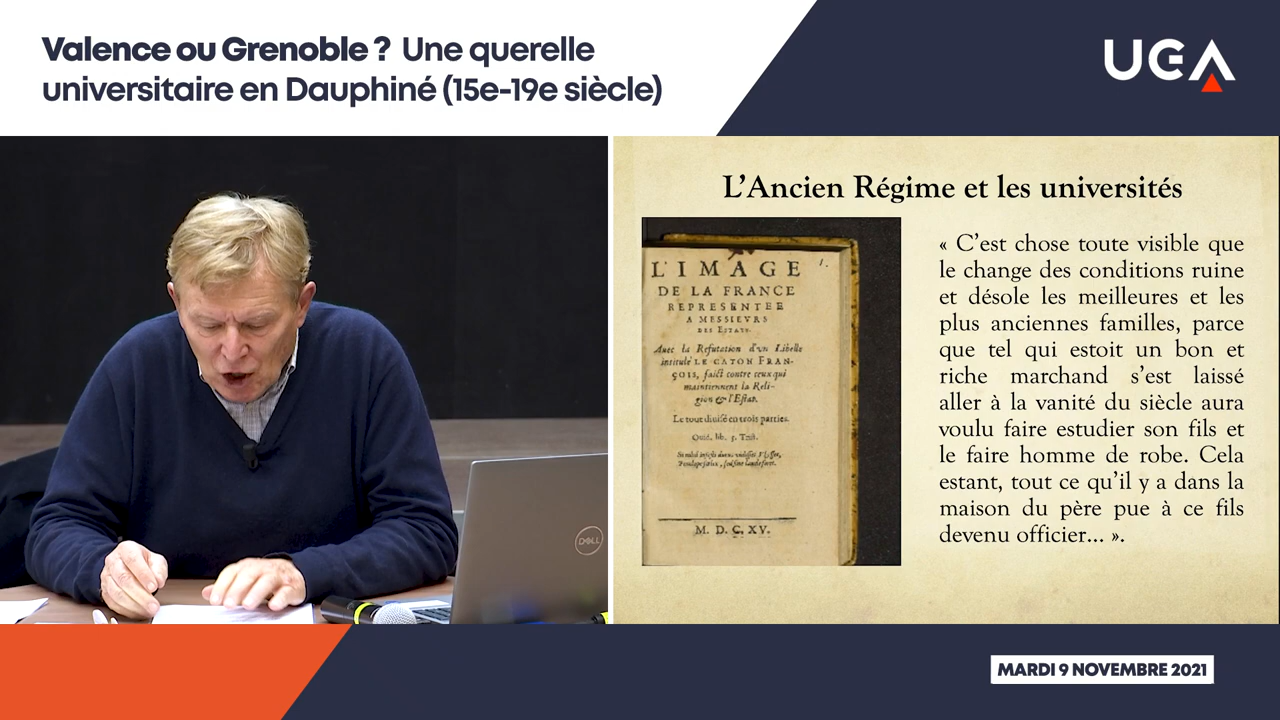 Valence ou Grenoble ? Une querelle
universitaire en Dauphiné (15e-19e siècle)
UGA
L'Ancien Régime et les universités
L'IMAGE
DE LA FRANCE
REPRESENTEE
A MESSIEVRS
DES ESTATS.
Auec la Refutation d'un Libelle
intitulé LE CATON FRAN-
ÇOIS, faict contre ceux qui
maintiennent la Reli-
gion & l'Estat.
Le tout diuisé en trois parties.
Ouid. lib. 5. Trist.
M. D. C. XV.
1.
« C'est chose toute visible que
le change des conditions ruine
et désole les meilleures et les
plus anciennes familles, parce
que tel qui estoit un bon et
riche marchand s'est laissé
aller à la vanité du siècle aura
voulu faire estudier son fils et
le faire homme de robe. Cela
estant, tout ce qu'il y a dans la
maison du père pue à ce fils
devenu officier... ».
DELL
MARDI 9 NOVEMBRE 2021